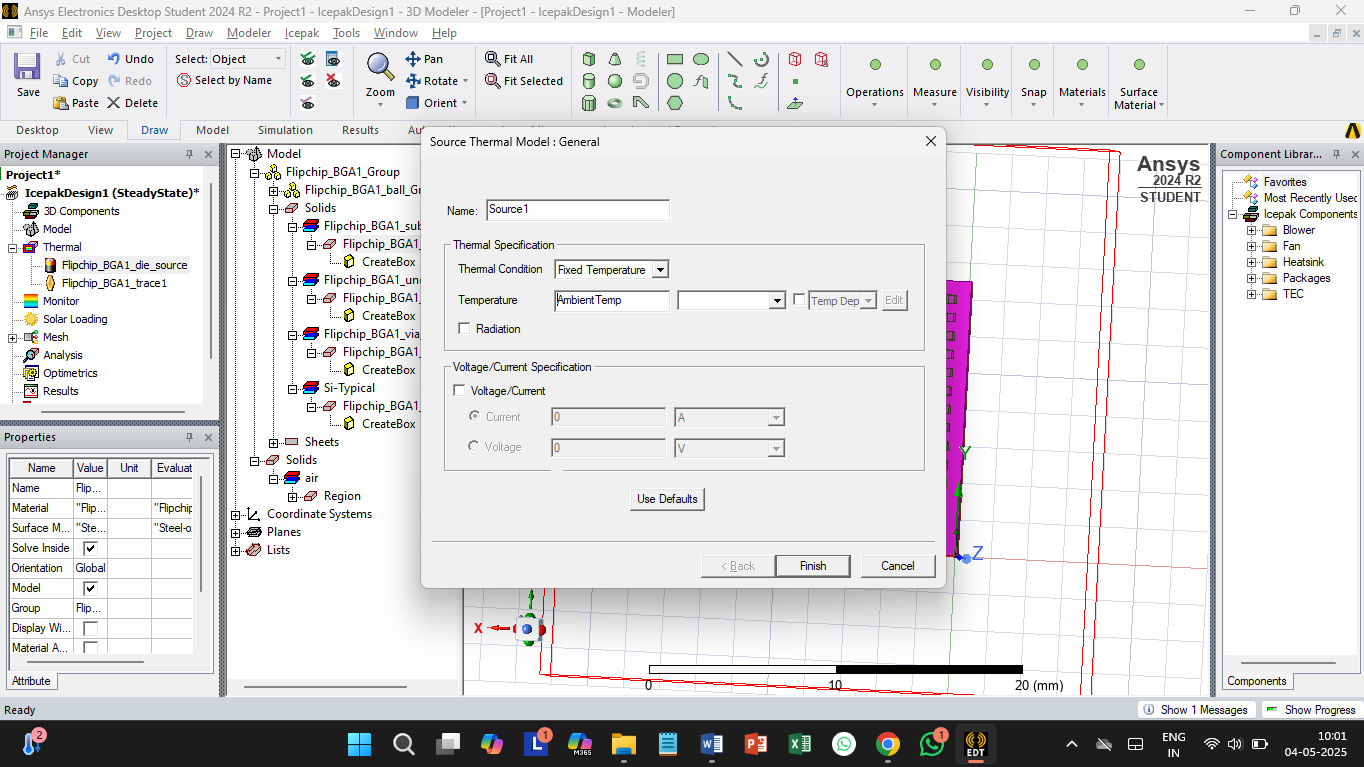 Ansys Electronics Desktop Student 2024 R2 - Project1 - IcepakDesign1 - 3D Modeler - [Project1 - IcepakDesign1 - Modeler]
File Edit View Project Draw Modeler Icepak Tools Window Help
Save
Cut
Copy
Paste
Undo
Redo
Delete
Select: Object
Select by Name
Zoom
Pan
Rotate
Orient
Fit All
Fit Selected
Operations
Measure
Visibility
Snap
Materials
Surface
Material
Desktop View Draw Model Simulation Results
Project Manager
Project1*
IcepakDesign1 (SteadyState)*
3D Components
Model
Thermal
Flipchip_BGA1_die_source
Flipchip_BGA1_trace1
Monitor
Solar Loading
Mesh
Analysis
Optimetrics
Results
Properties
Name Value Unit Evaluat
Name Flip...
Material "Flip... "Flipchip
Surface M... "Ste... "Steel-o
Solve Inside
Orientation Global
Model
Group Flip...
Display Wi...
Material A...
Attribute
Model
Flipchip_BGA1_Group
Flipchip_BGA1_ball_Gr
Solids
Flipchip_BGA1_sub
Flipchip_BGA1_
CreateBox
Flipchip_BGA1_un
Flipchip_BGA1_
CreateBox
Flipchip_BGA1_via
Flipchip_BGA1_
CreateBox
Si-Typical
Flipchip_BGA1_
CreateBox
Sheets
Solids
air
Region
Coordinate Systems
Planes
Lists
Source Thermal Model : General
Name: Source1
Thermal Specification
Thermal Condition Fixed Temperature
Temperature AmbientTemp Temp Dep Edit
Radiation
Voltage/Current Specification
Voltage/Current
Current 0 A
Voltage 0 V
Use Defaults
< Back Finish Cancel
Ansys
2024 R2
STUDENT
Y
Z
X
0 10 20 (mm)
Component Librar...
Favorites
Most Recently Used
Icepak Components
Blower
Fan
Heatsink
Packages
TEC
Components
Ready
Show 1 Messages
Show Progress
2
L
1
M365
W
P
X
1
EDT
ENG
IN
10:01
04-05-2025